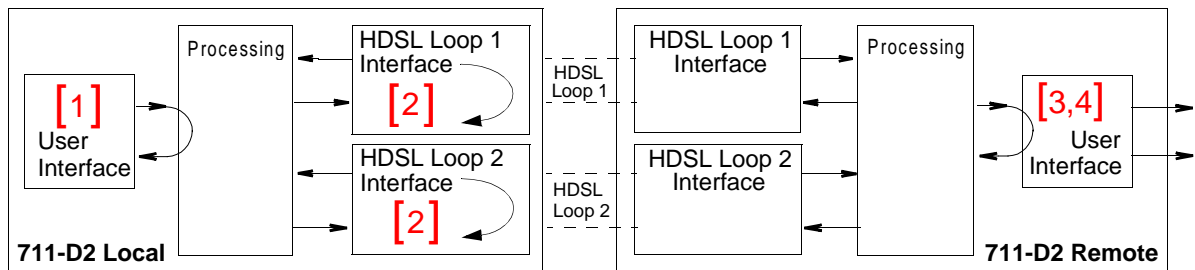 Processing
HDSL Loop 1
Interface
[2]
[1]
User
Interface
HDSL Loop 2
Interface
[2]
711-D2 Local
HDSL
Loop 1
HDSL
Loop 2
HDSL Loop 1
Interface
HDSL Loop 2
Interface
Processing
[3,4]
User
Interface
711-D2 Remote